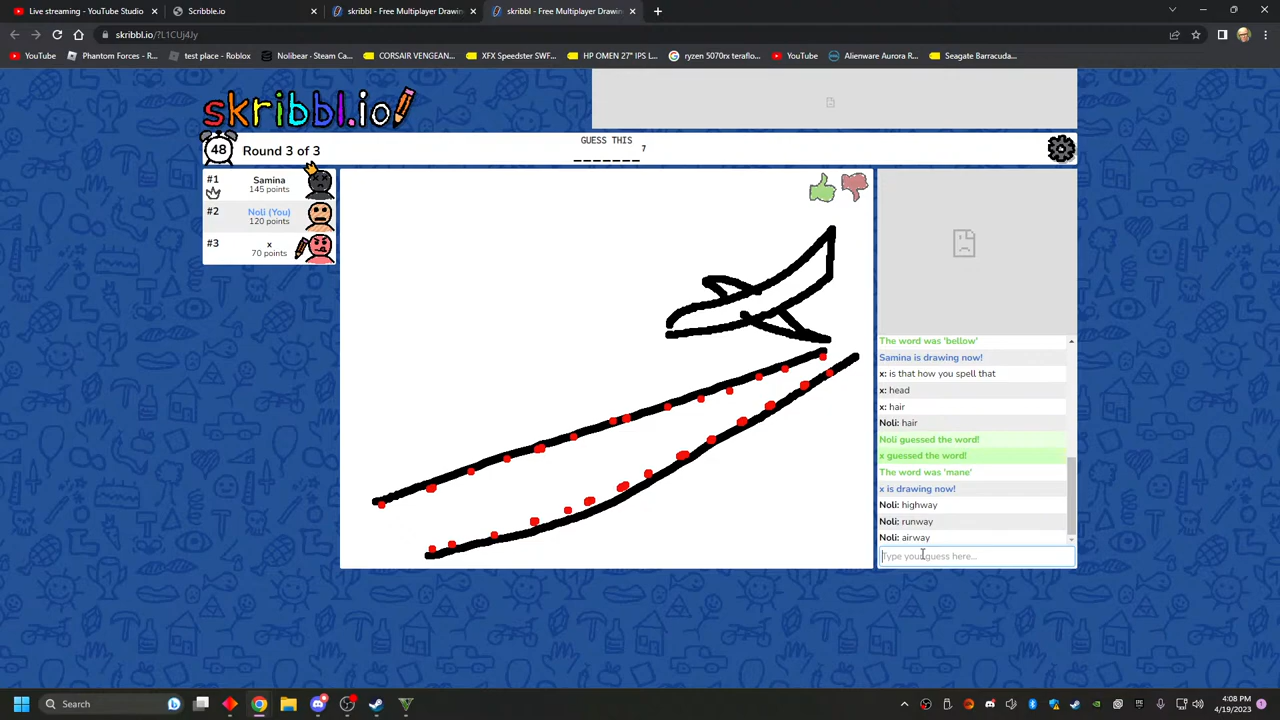 Live streaming - YouTube Studio
Scribble.io
skribbl - Free Multiplayer Drawin
skribbl - Free Multiplayer Drawin
skribbl.io/?L1CUj4Jy
YouTube
Phantom Forces - R...
test place - Roblox
Nolibear - Steam Ca...
CORSAIR VENGEAN...
XFX Speedster SWF...
HP OMEN 27" IPS L...
ryzen 5070x teraflo...
YouTube
Alienware Aurora R...
Seagate Barracuda...
skribbl.io
48
Round 3 of 3
GUESS THIS
_______ 7
#1 Samina
145 points
#2 Noli (You)
120 points
#3 x
70 points
The word was 'bellow'
Samina is drawing now!
x: is that how you spell that
x: head
x: hair
Noli: hair
Noli guessed the word!
x guessed the word!
The word was 'mane'
x is drawing now!
Noli: highway
Noli: runway
Noli: airway
Type your guess here...
Search
4:08 PM
4/19/2023
1